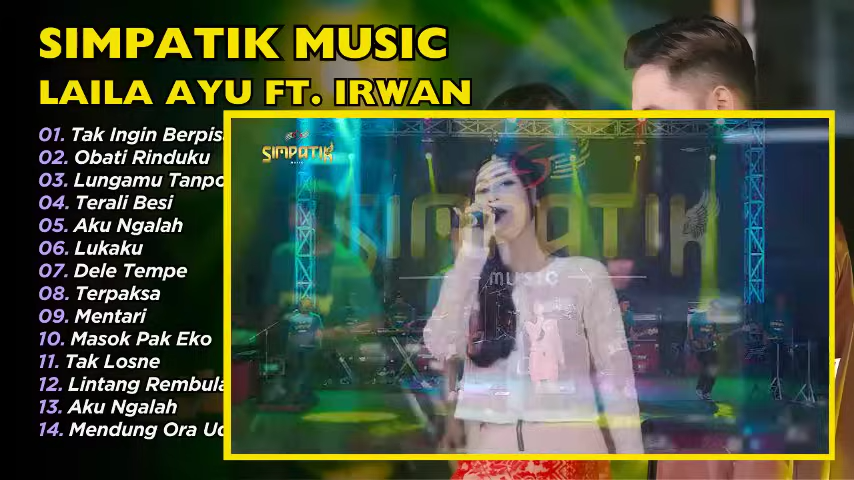 SIMPATIK MUSIC
LAILA AYU FT. IRWAN
01. Tak Ingin Berpis
02. Obati Rinduku
03. Lungamu Tanpo
04. Terali Besi
05. Aku Ngalah
06. Lukaku
07. Dele Tempe
08. Terpaksa
09. Mentari
10. Masok Pak Eko
11. Tak Losne
12. Lintang Rembula
13. Aku Ngalah
14. Mendung Ora Ud
SIMPATIK
SIMPATIK
MUSIC